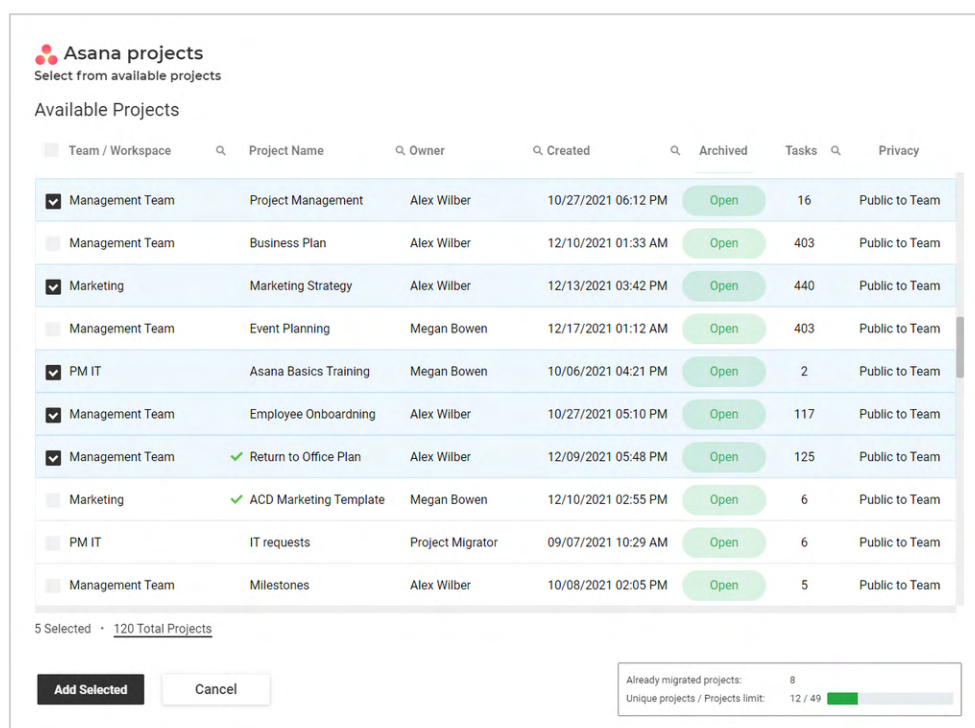 Asana projects
Select from available projects
Available Projects
Team / Workspace Project Name Owner Created Archived Tasks Privacy
Management Team Project Management Alex Wilber 10/27/2021 06:12 PM Open 16 Public to Team
Management Team Business Plan Alex Wilber 12/10/2021 01:33 AM Open 403 Public to Team
Marketing Marketing Strategy Alex Wilber 12/13/2021 03:42 PM Open 440 Public to Team
Management Team Event Planning Megan Bowen 12/17/2021 01:12 AM Open 403 Public to Team
PM IT Asana Basics Training Megan Bowen 10/06/2021 04:21 PM Open 2 Public to Team
Management Team Employee Onboardning Alex Wilber 10/27/2021 05:10 PM Open 117 Public to Team
Management Team Return to Office Plan Alex Wilber 12/09/2021 05:48 PM Open 125 Public to Team
Marketing ACD Marketing Template Megan Bowen 12/10/2021 02:55 PM Open 6 Public to Team
PM IT IT requests Project Migrator 09/07/2021 10:29 AM Open 6 Public to Team
Management Team Milestones Alex Wilber 10/08/2021 02:05 PM Open 5 Public to Team
5 Selected · 120 Total Projects
Add Selected Cancel
Already migrated projects: 8
Unique projects / Projects limit: 12 / 49